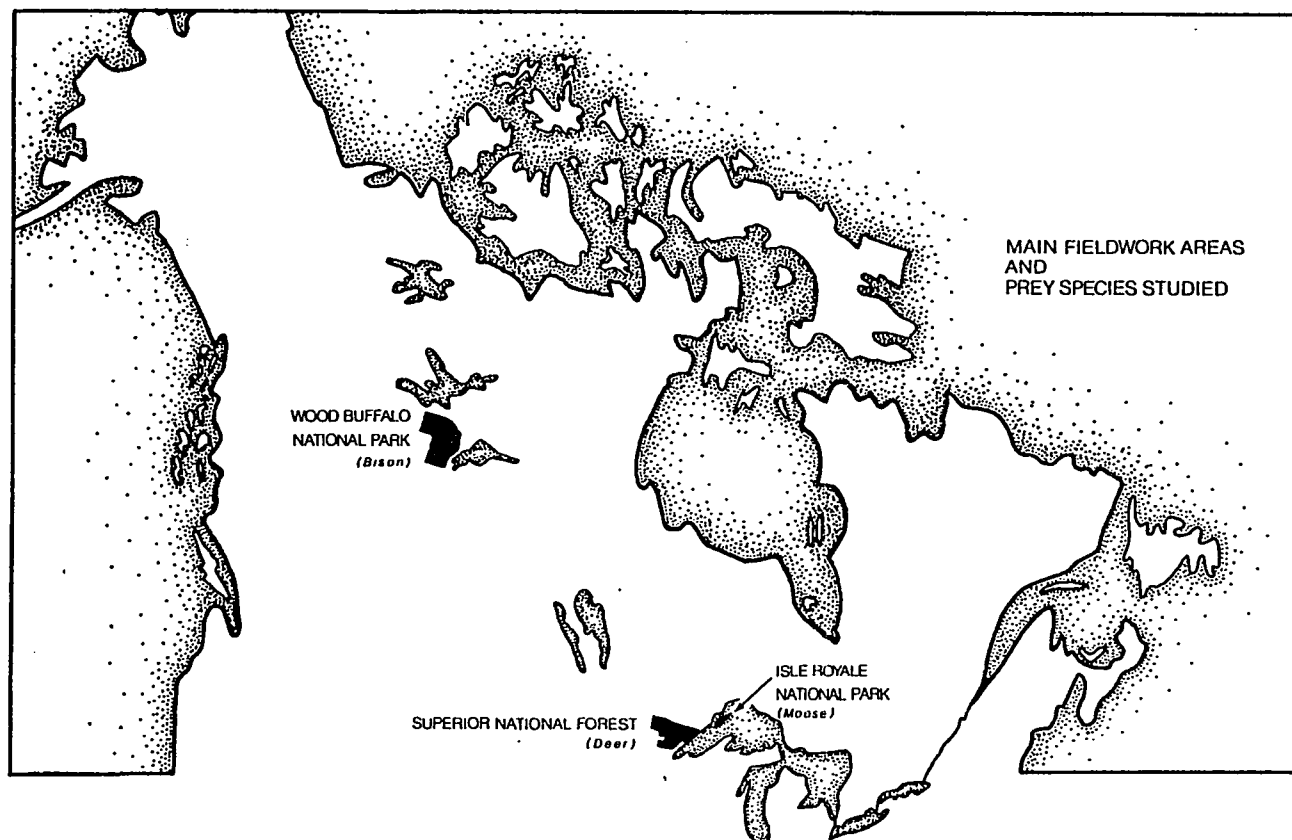 MAIN FIELDWORK AREAS
AND
PREY SPECIES STUDIED
WOOD BUFFALO
NATIONAL PARK
(Bison)
ISLE ROYALE
NATIONAL PARK
(Moose)
SUPERIOR NATIONAL FOREST
(Deer)